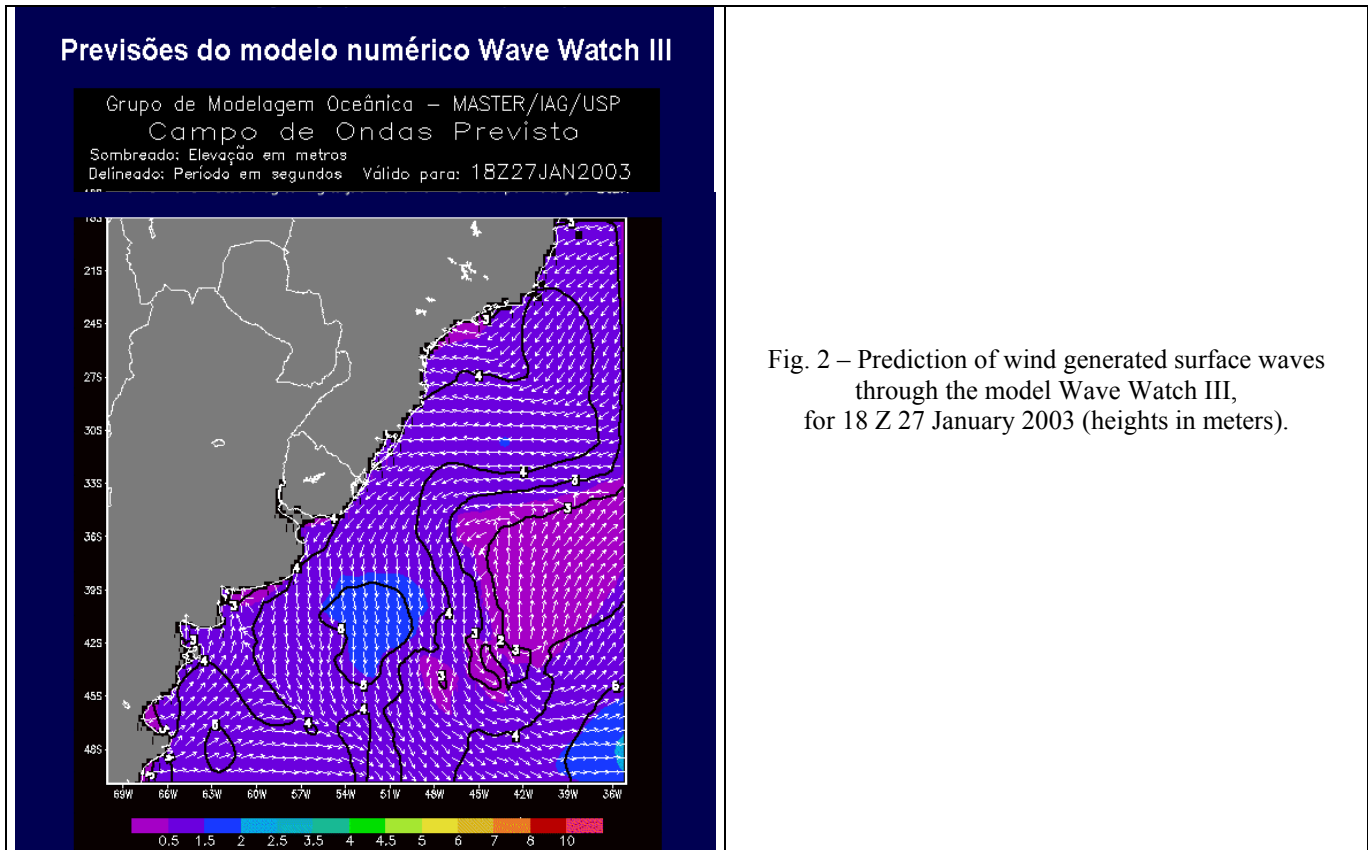 Previsões do modelo numérico Wave Watch III
Grupo de Modelagem Oceânica – MASTER/IAG/USP
Campo de Ondas Previsto
Sombreado: Elevação em metros
Delineado: Período em segundos Válido para: 18Z27JAN2003
18S
21S
24S
27S
30S
33S
36S
39S
42S
45S
48S
69W 66W 63W 60W 57W 54W 51W 48W 45W 42W 39W 36W
0.5 1.5 2 2.5 3.5 4 4.5 5 6 7 8 10
Fig. 2 – Prediction of wind generated surface waves
through the model Wave Watch III,
for 18 Z 27 January 2003 (heights in meters).